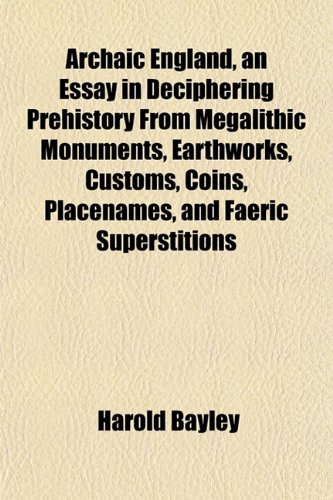 Archaic England, an
Essay in Deciphering
Prehistory From Megalithic
Monuments, Earthworks,
Customs, Coins,
Placenames, and Faeric
Superstitions
Harold Bayley